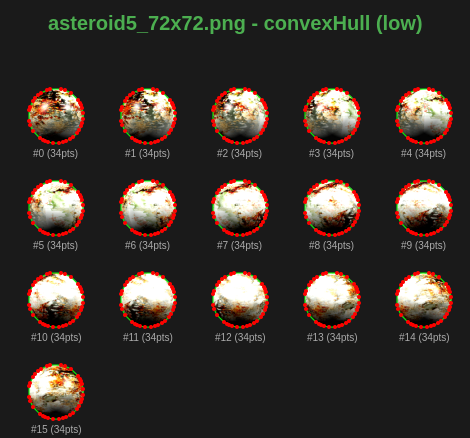 asteroid5_72x72.png - convexHull (low)
#0 (34pts) #1 (34pts) #2 (34pts) #3 (34pts) #4 (34pts)
#5 (34pts) #6 (34pts) #7 (34pts) #8 (34pts) #9 (34pts)
#10 (34pts) #11 (34pts) #12 (34pts) #13 (34pts) #14 (34pts)
#15 (34pts)